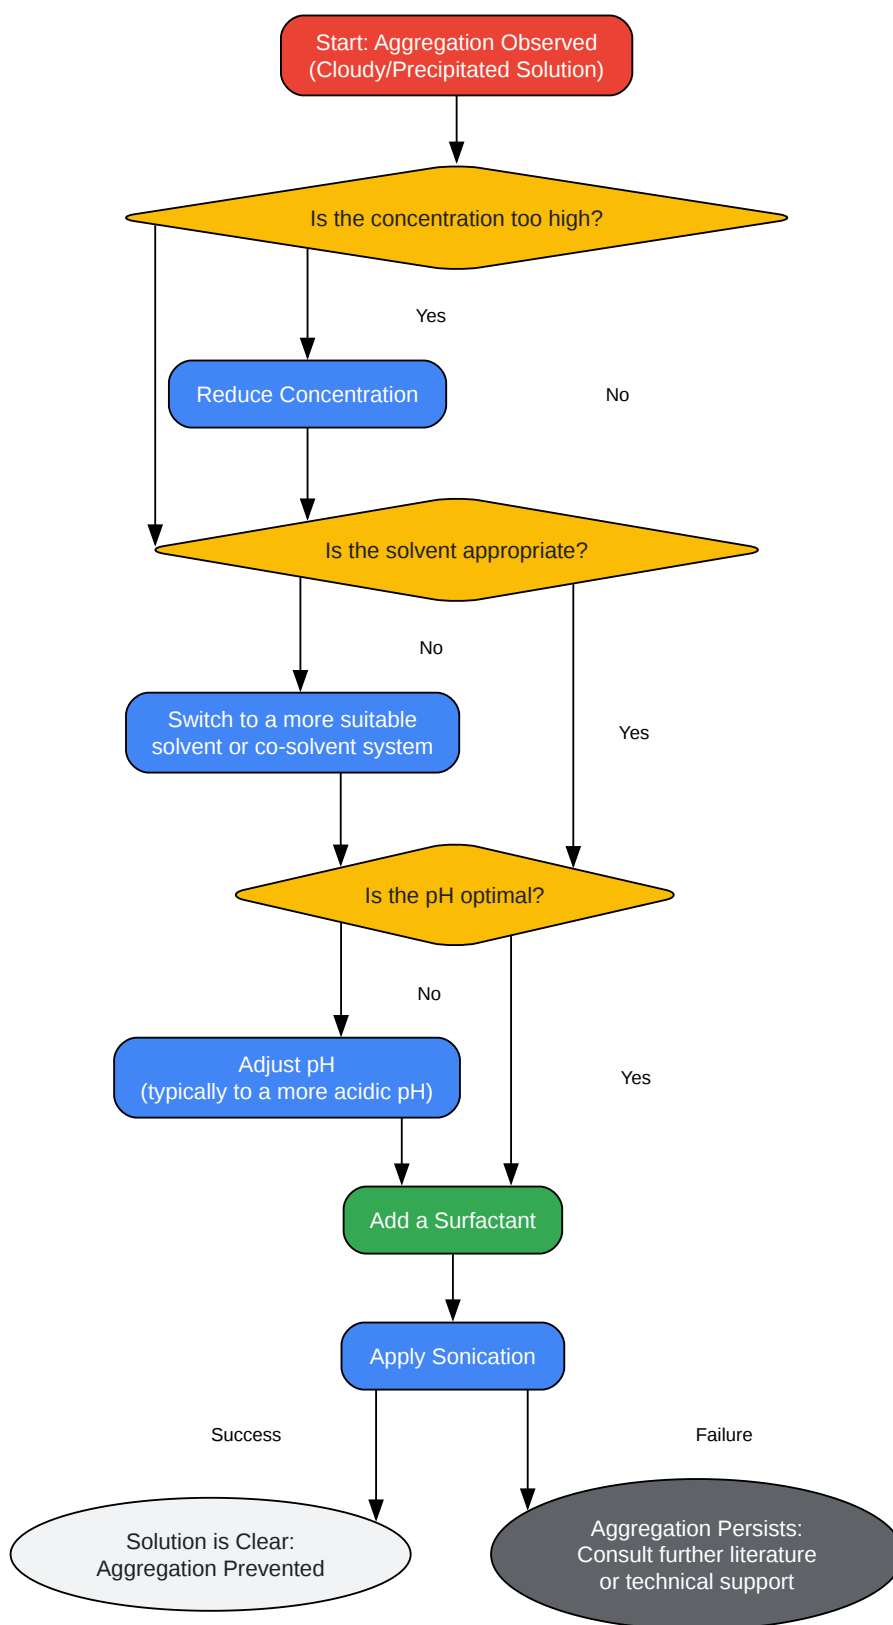 Start: Aggregation Observed
(Cloudy/Precipitated Solution)
Is the concentration too high?
Yes
Reduce Concentration
No
Is the solvent appropriate?
No
Switch to a more suitable
solvent or co-solvent system
Yes
Is the pH optimal?
No
Adjust pH
(typically to a more acidic pH)
Yes
Add a Surfactant
Apply Sonication
Success
Failure
Solution is Clear:
Aggregation Prevented
Aggregation Persists:
Consult further literature
or technical support